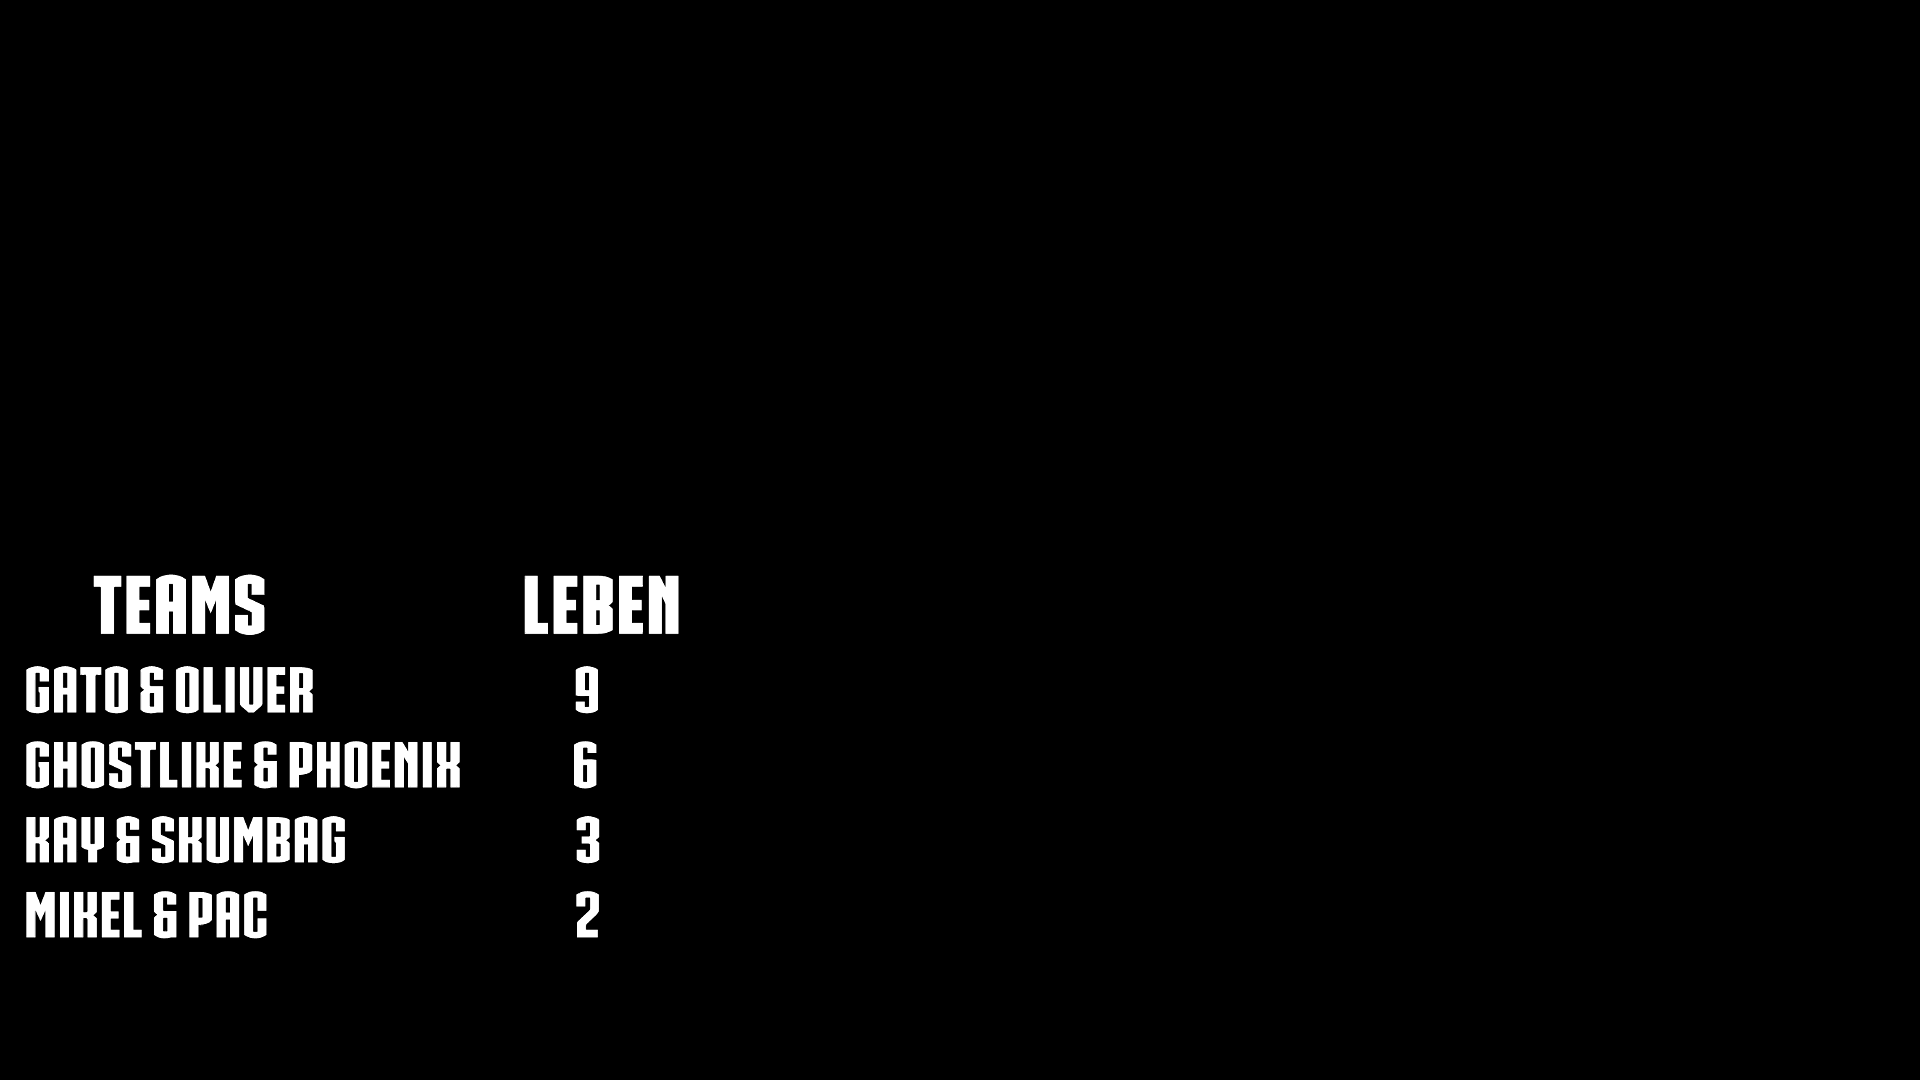 TEAMS LEBEN
GATO & OLIVER 9
GHOSTLIKE & PHOENIX 6
KAY & SKUMBAG 3
MIKEL & PAC 2